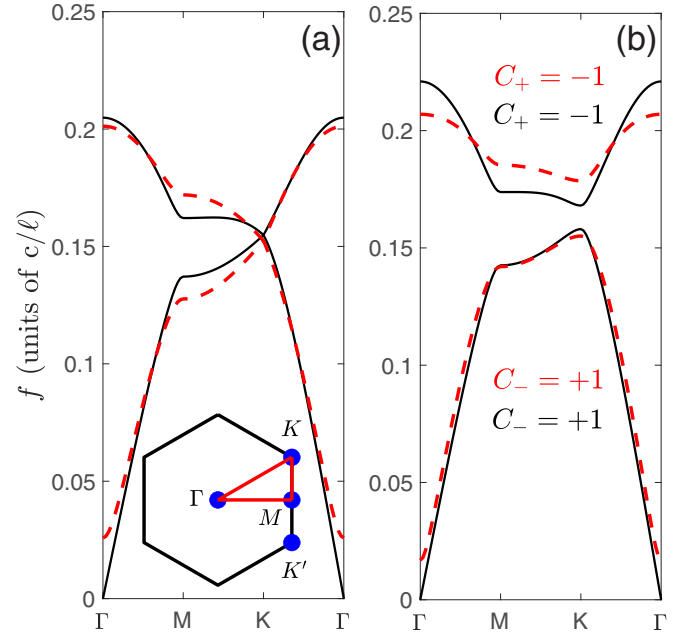 (a)
(b)
f (units of c/ℓ)
0.25
0.2
0.15
0.1
0.05
0
Γ
M
K
Γ
K
Γ
M
K′
0.25
0.2
0.15
0.1
0.05
0
Γ
M
K
Γ
C₊ = −1
C₊ = −1
C₋ = +1
C₋ = +1